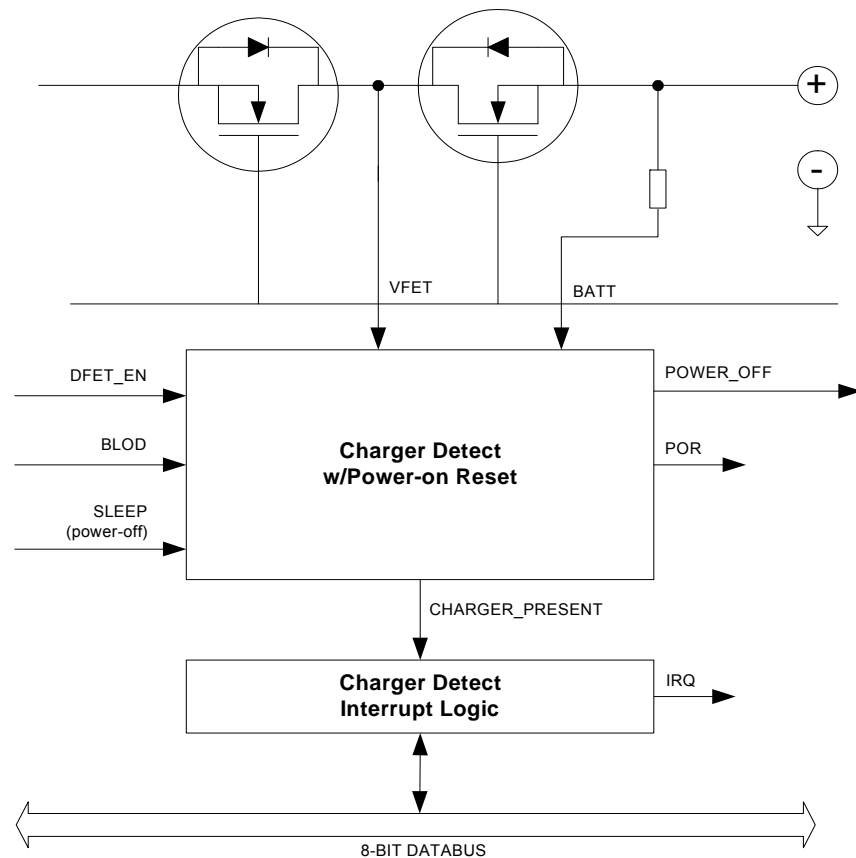 +
-
VFET
BATT
DFET_EN
POWER_OFF
BLOD
Charger Detect
w/Power-on Reset
POR
SLEEP
(power-off)
CHARGER_PRESENT
Charger Detect
Interrupt Logic
IRQ
8-BIT DATABUS